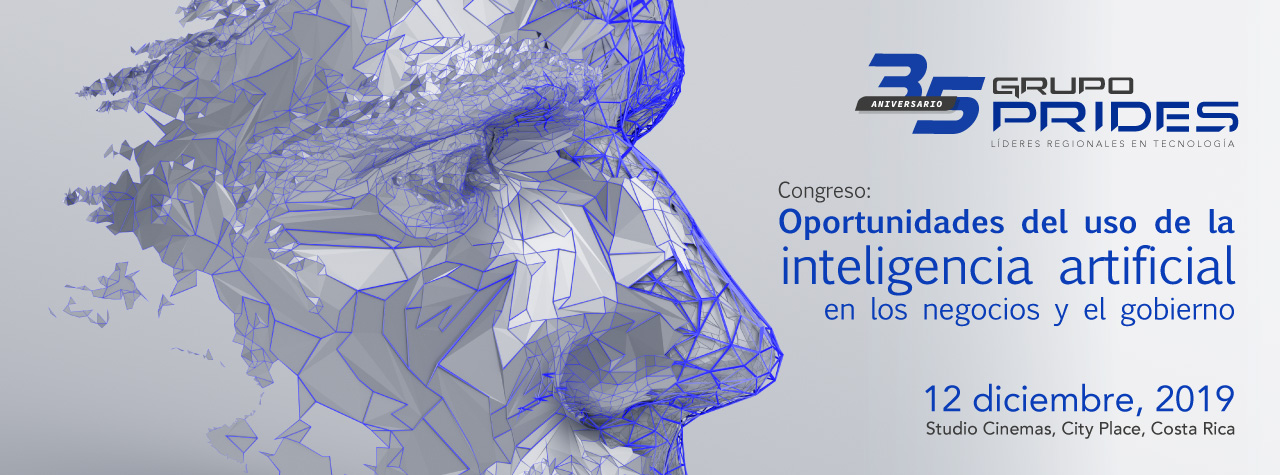 35
ANIVERSARIO
GRUPO
PRIDES
LÍDERES REGIONALES EN TECNOLOGÍA
Congreso:
Oportunidades del uso de la
inteligencia artificial
en los negocios y el gobierno
12 diciembre, 2019
Studio Cinemas, City Place, Costa Rica